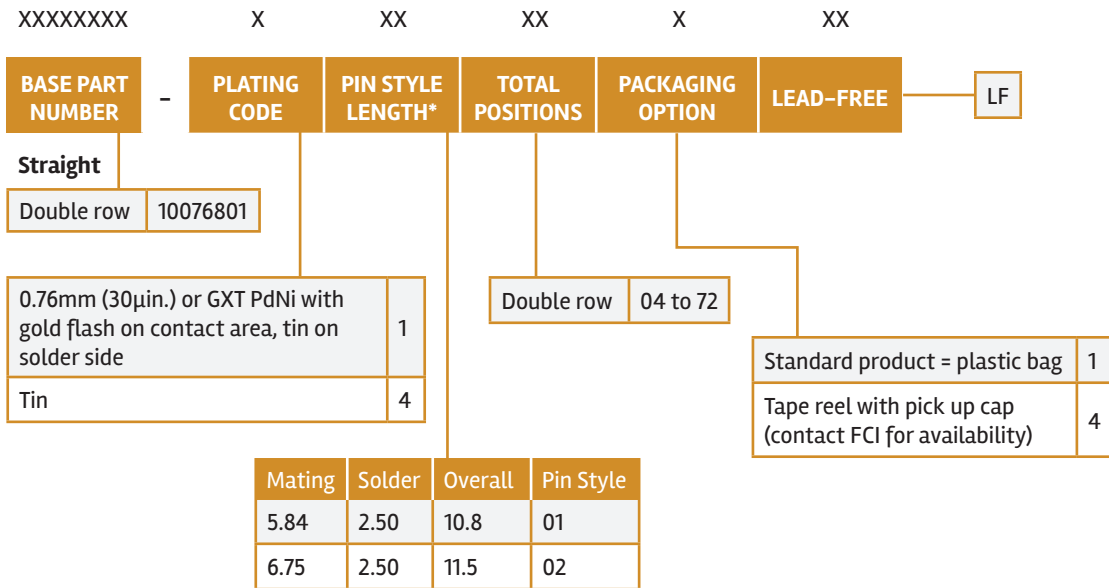 XXXXXXXX X XX XX X XX
BASE PART NUMBER - PLATING CODE PIN STYLE LENGTH* TOTAL POSITIONS PACKAGING OPTION LEAD-FREE LF
Straight
Double row 10076801
0.76mm (30µin.) or GXT PdNi with
gold flash on contact area, tin on
solder side
1
Tin 4
Double row 04 to 72
Standard product = plastic bag 1
Tape reel with pick up cap
(contact FCI for availability)
4
Mating Solder Overall Pin Style
5.84 2.50 10.8 01
6.75 2.50 11.5 02